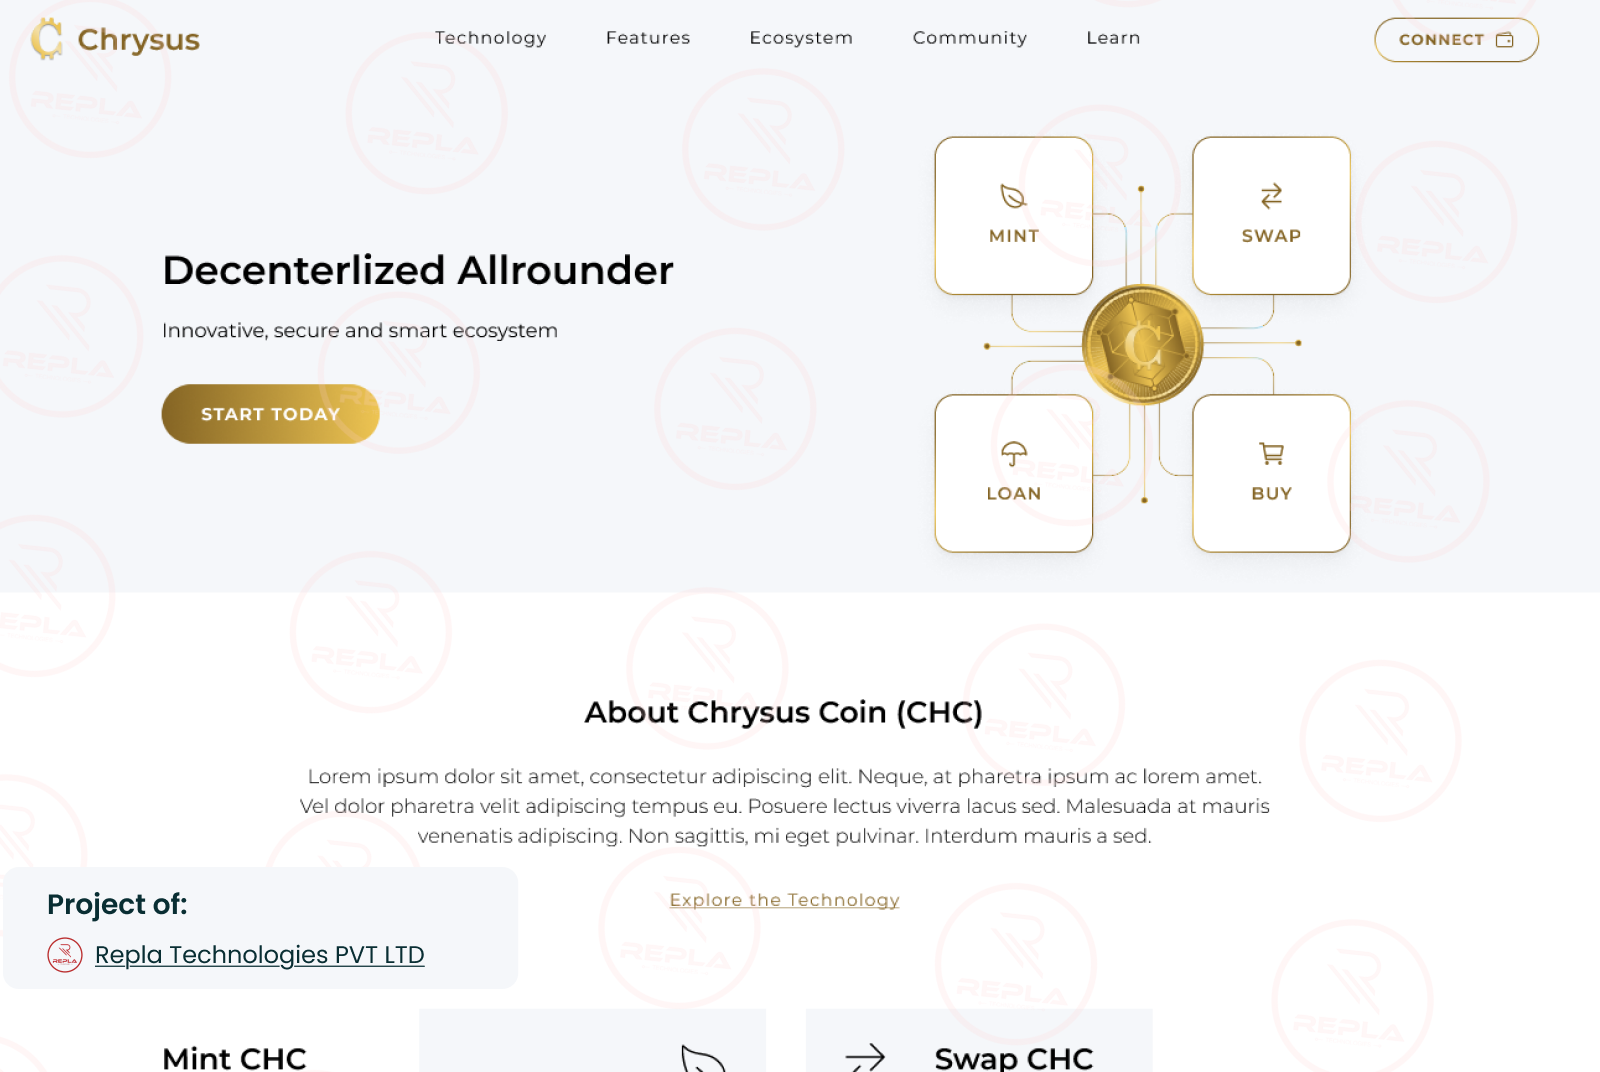 Chrysus
Technology
Features
Ecosystem
Community
Learn
CONNECT
Decenterlized Allrounder
Innovative, secure and smart ecosystem
START TODAY
MINT
SWAP
C
LOAN
BUY
About Chrysus Coin (CHC)
Lorem ipsum dolor sit amet, consectetur adipiscing elit. Neque, at pharetra ipsum ac lorem amet.
Vel dolor pharetra velit adipiscing tempus eu. Posuere lectus viverra lacus sed. Malesuada at mauris
venenatis adipiscing. Non sagittis, mi eget pulvinar. Interdum mauris a sed.
Explore the Technology
Project of:
REPLA
Repla Technologies PVT LTD
Mint CHC
Swap CHC